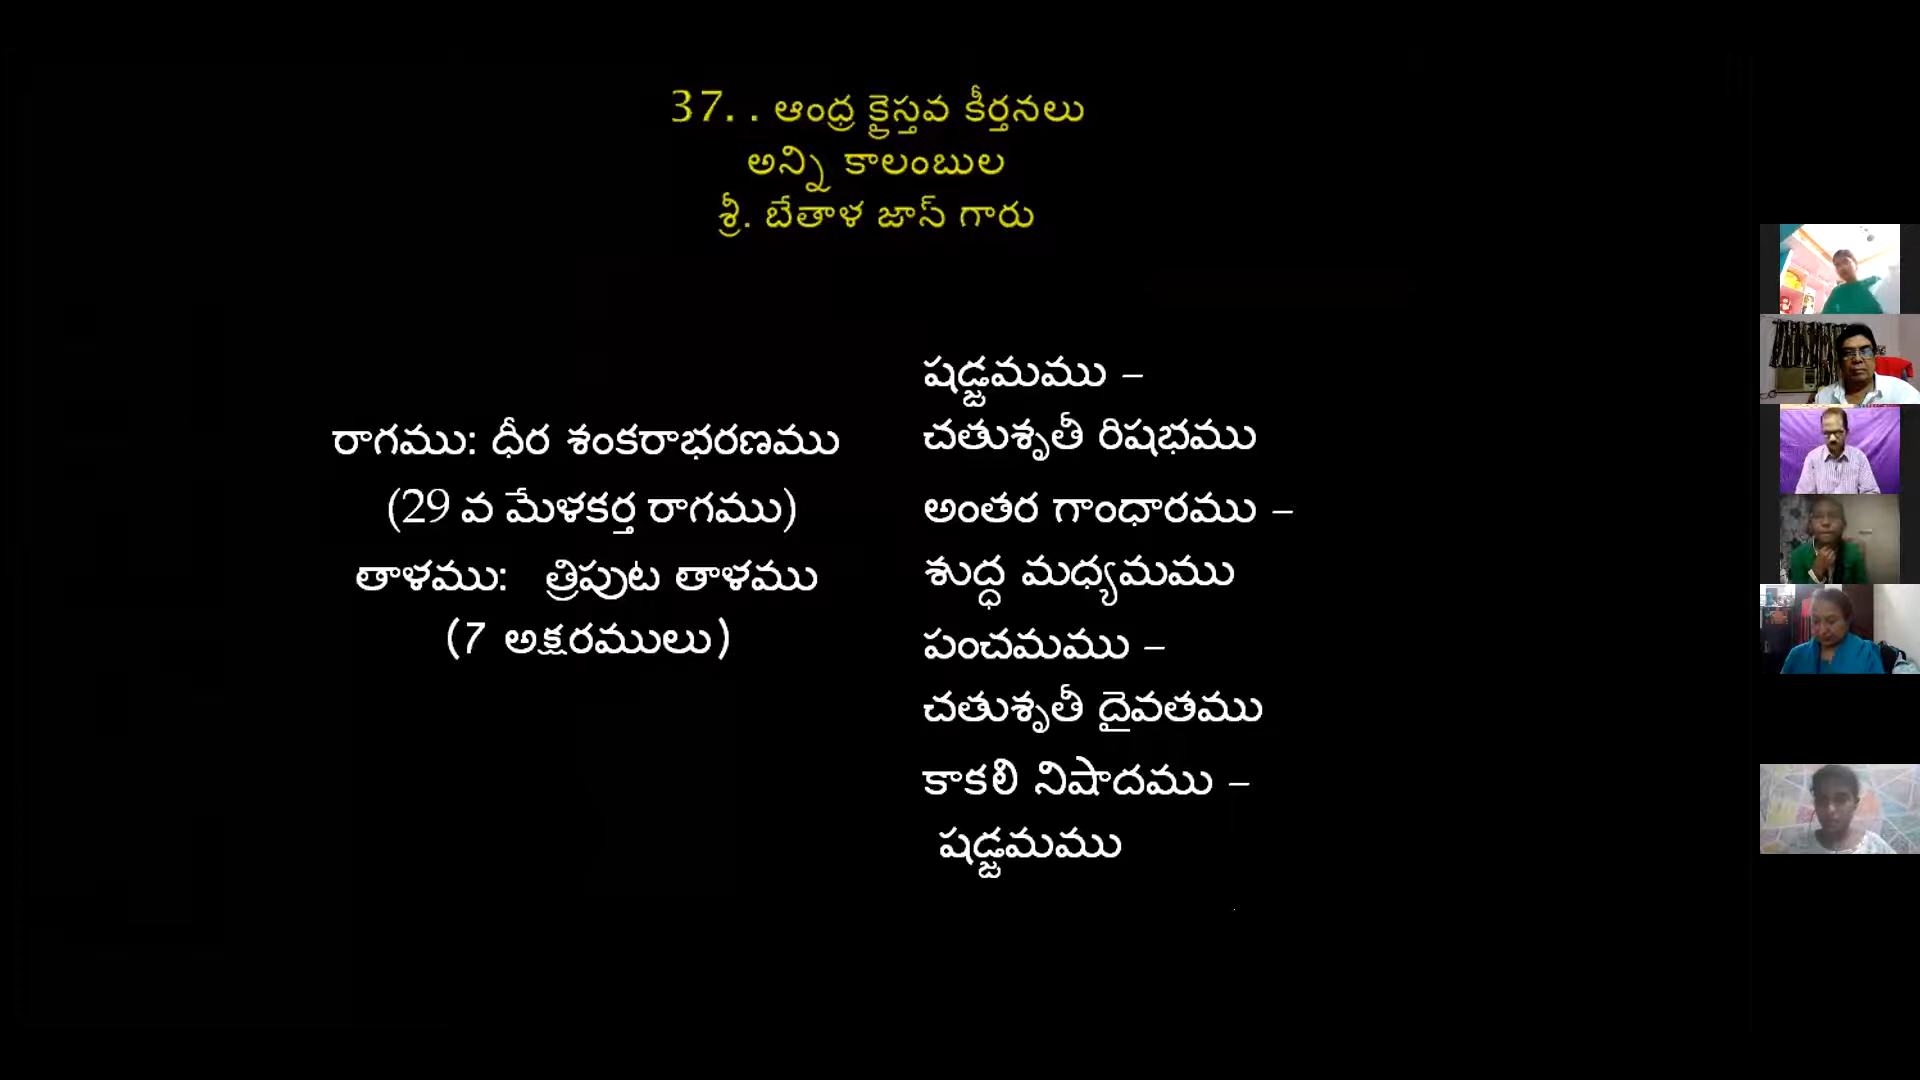 37. . ఆంధ్ర క్రైస్తవ కీర్తనలు
అన్ని కాలంబుల
శ్రీ. బేతాళ జాస్ గారు
రాగము: ధీర శంకరాభరణము
(29 వ మేళకర్త రాగము)
తాళము: త్రిపుట తాళము
(7 అక్షరములు)
షడ్జమము –
చతుశృతీ రిషభము
అంతర గాంధారము –
శుద్ధ మధ్యమము
పంచమము –
చతుశృతీ దైవతము
కాకలి నిషాదము –
షడ్జమము